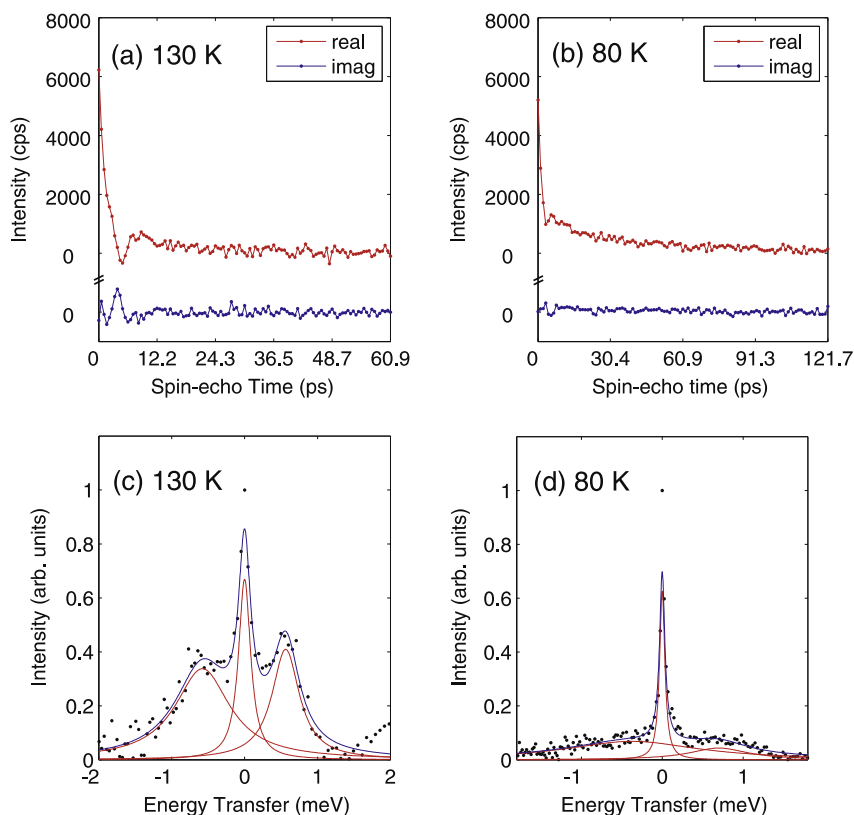 (a) 130 K
real
imag
8000
6000
4000
2000
0
0
Intensity (cps)
0 12.2 24.3 36.5 48.7 60.9
Spin-echo Time (ps)
(b) 80 K
real
imag
8000
6000
4000
2000
0
0
Intensity (cps)
0 30.4 60.9 91.3 121.7
Spin-echo time (ps)
(c) 130 K
1
0.8
0.6
0.4
0.2
0
Intensity (arb. units)
-2 -1 0 1 2
Energy Transfer (meV)
(d) 80 K
1
0.8
0.6
0.4
0.2
0
Intensity (arb. units)
-1 0 1
Energy Transfer (meV)